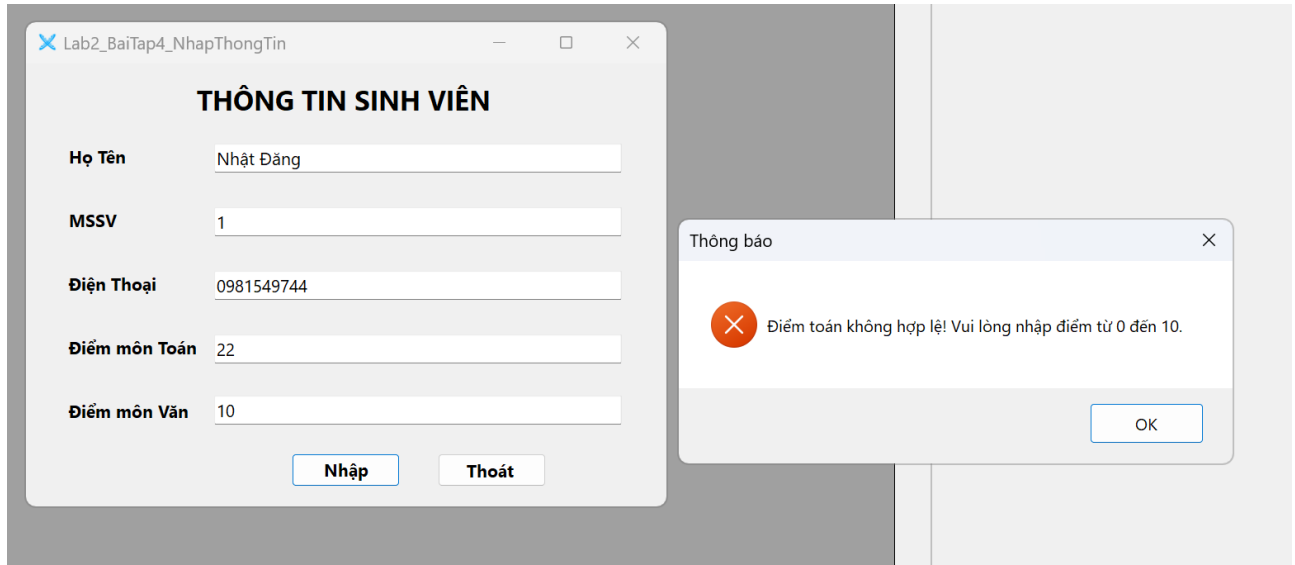 Lab2_BaiTap4_NhapThongTin
THÔNG TIN SINH VIÊN
Họ Tên Nhật Đăng
MSSV 1
Điện Thoại 0981549744
Điểm môn Toán 22
Điểm môn Văn 10
Nhập Thoát
Thông báo
Điểm toán không hợp lệ! Vui lòng nhập điểm từ 0 đến 10.
OK